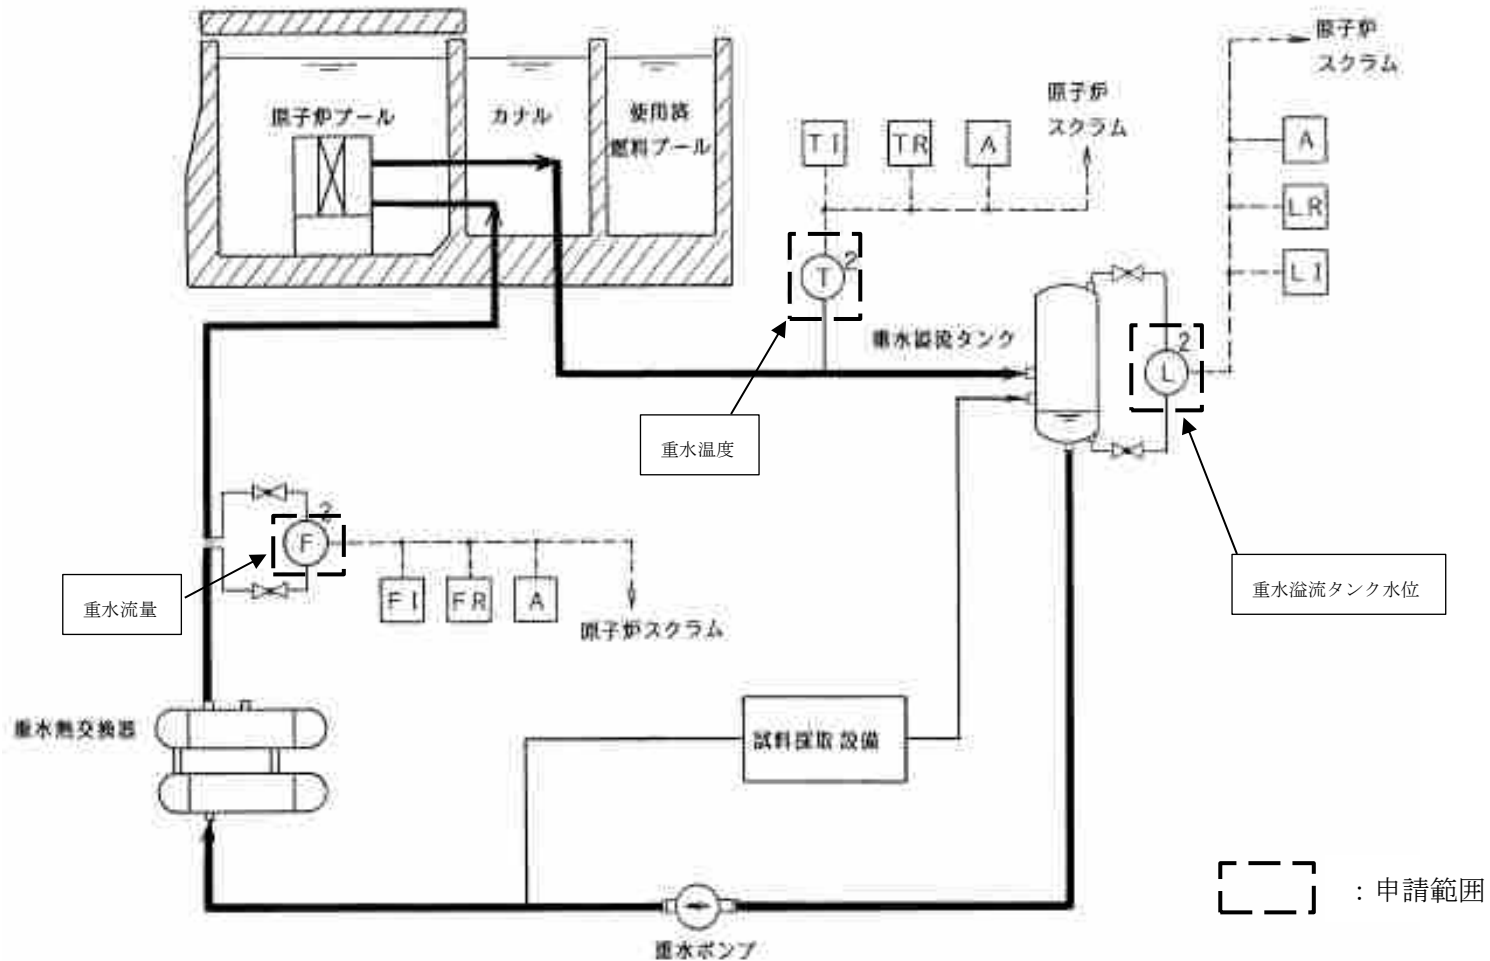 原子炉
スクラム
原子炉プール
カナル
使用済
燃料プール
原子炉
スクラム
TI
TR
A
A
LR
LI
T
2
重水溢流タンク
L
2
重水温度
F
2
FI
FR
A
原子炉スクラム
重水流量
重水溢流タンク水位
重水熱交換器
試料採取設備
重水ポンプ
：申請範囲